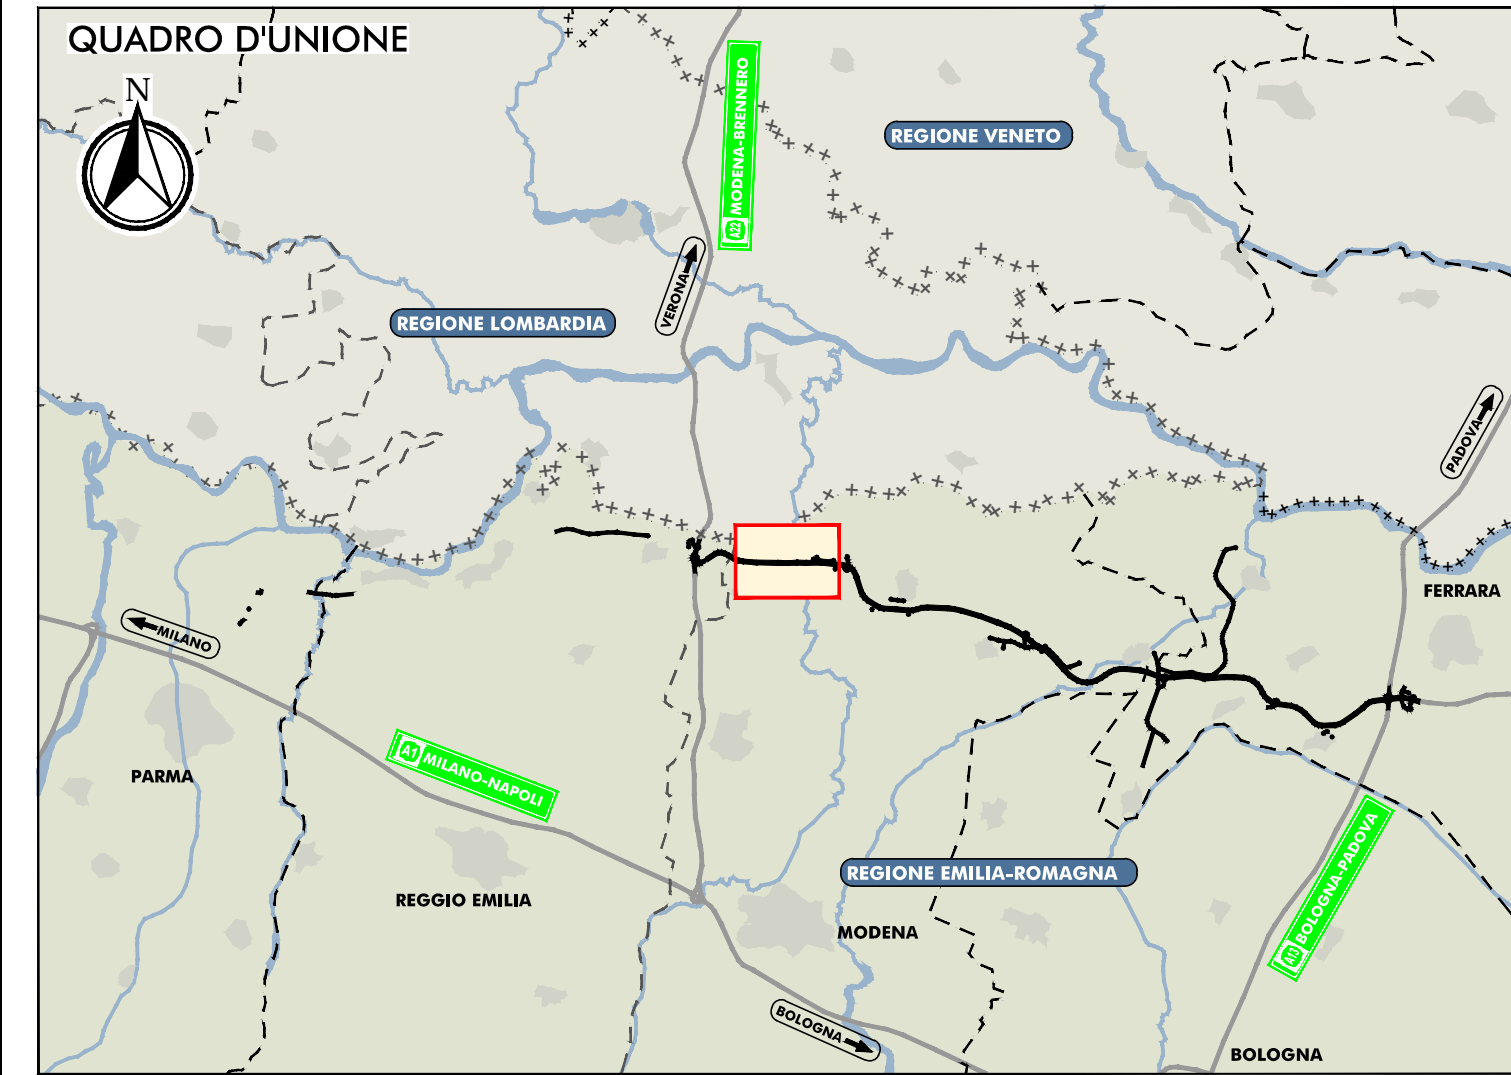 QUADRO D'UNIONE
N
A22 MODENA-BRENNERO
REGIONE VENETO
VERONA
REGIONE LOMBARDIA
PADOVA
FERRARA
MILANO
PARMA
A1 MILANO-NAPOLI
REGGIO EMILIA
REGIONE EMILIA-ROMAGNA
MODENA
A13 BOLOGNA-PADOVA
BOLOGNA
BOLOGNA